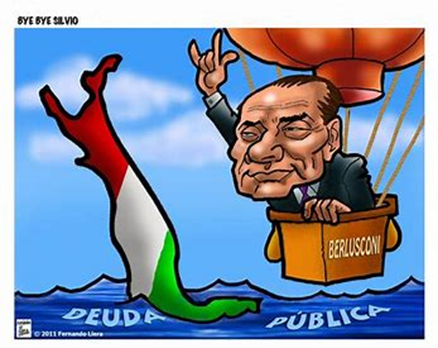 BYE BYE SILVIO
BERLUSCONI
DEUDA PÚBLICA
© 2011 Fernando Llera